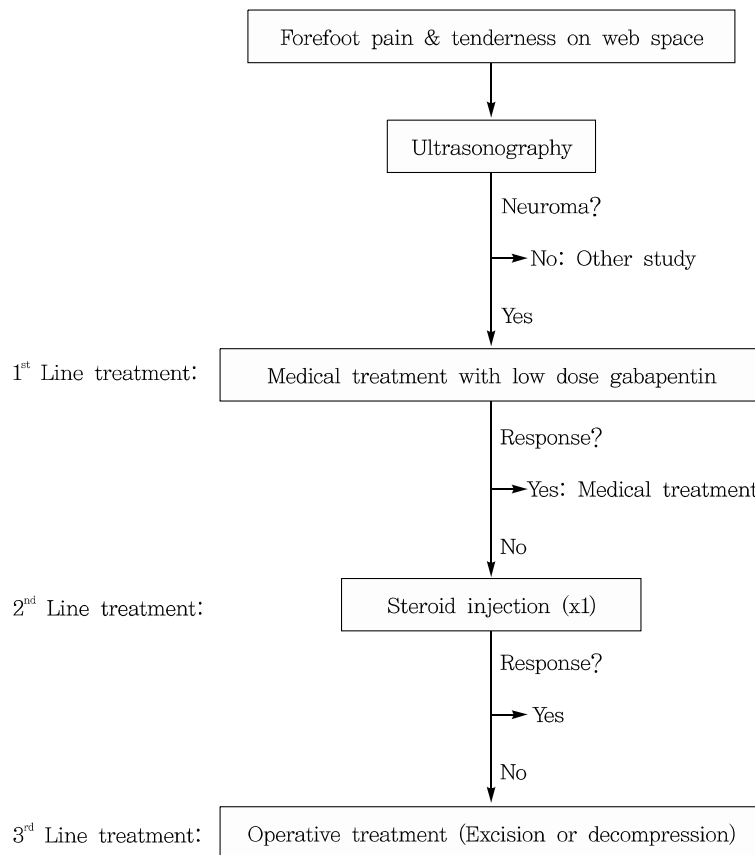 Forefoot pain & tenderness on web space
Ultrasonography
Neuroma?
No: Other study
Yes
1st Line treatment: Medical treatment with low dose gabapentin
Response?
Yes: Medical treatment
No
2nd Line treatment: Steroid injection (x1)
Response?
Yes
No
3rd Line treatment: Operative treatment (Excision or decompression)